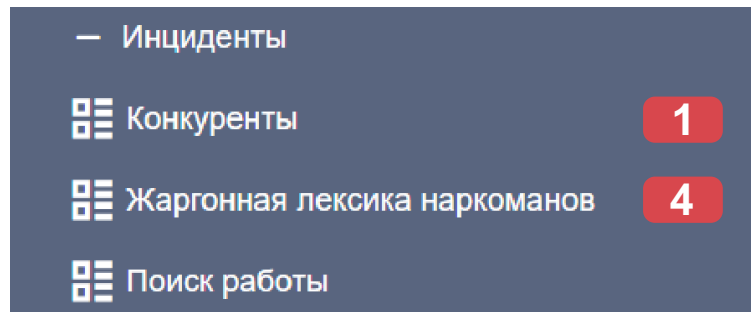 – Инциденты
Конкуренты 1
Жаргонная лексика наркоманов 4
Поиск работы